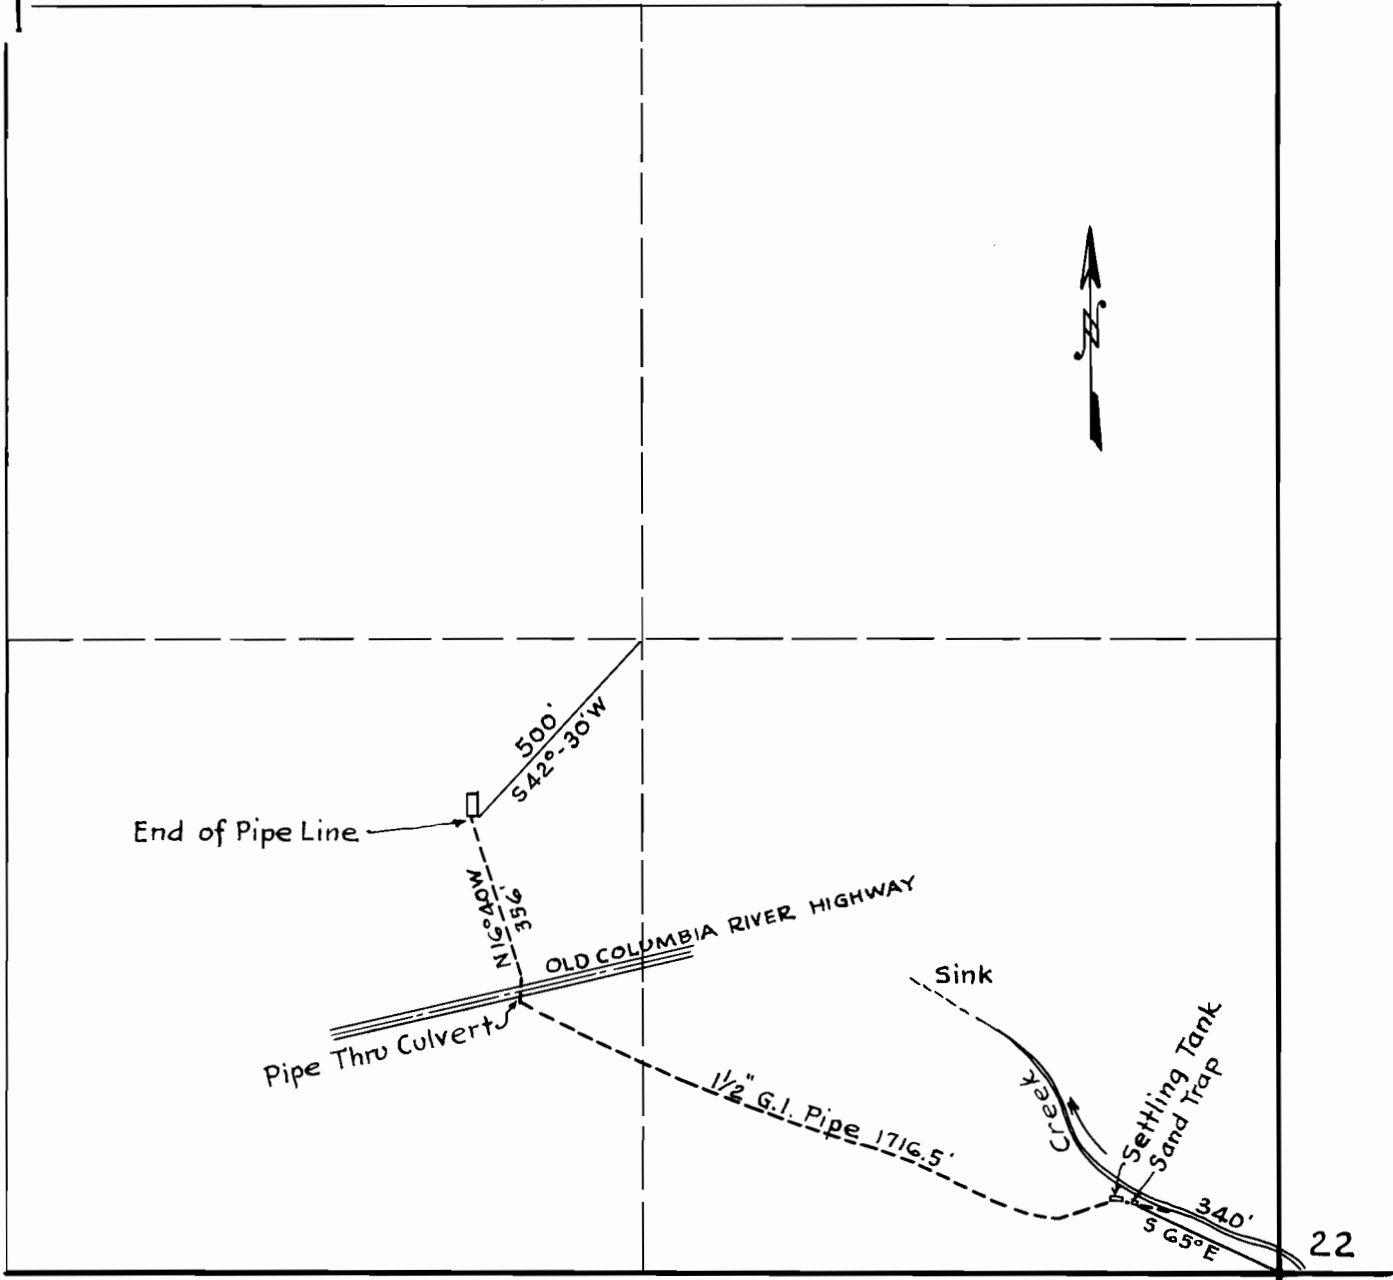 N
500'
S 42°-30'W
End of Pipe Line
N16°40W
356'
OLD COLUMBIA RIVER HIGHWAY
Pipe Thru Culvert
Sink
Creek
Settling Tank
Sand Trap
1½" G.I. Pipe 1716.5'
340'
S 65° E
22